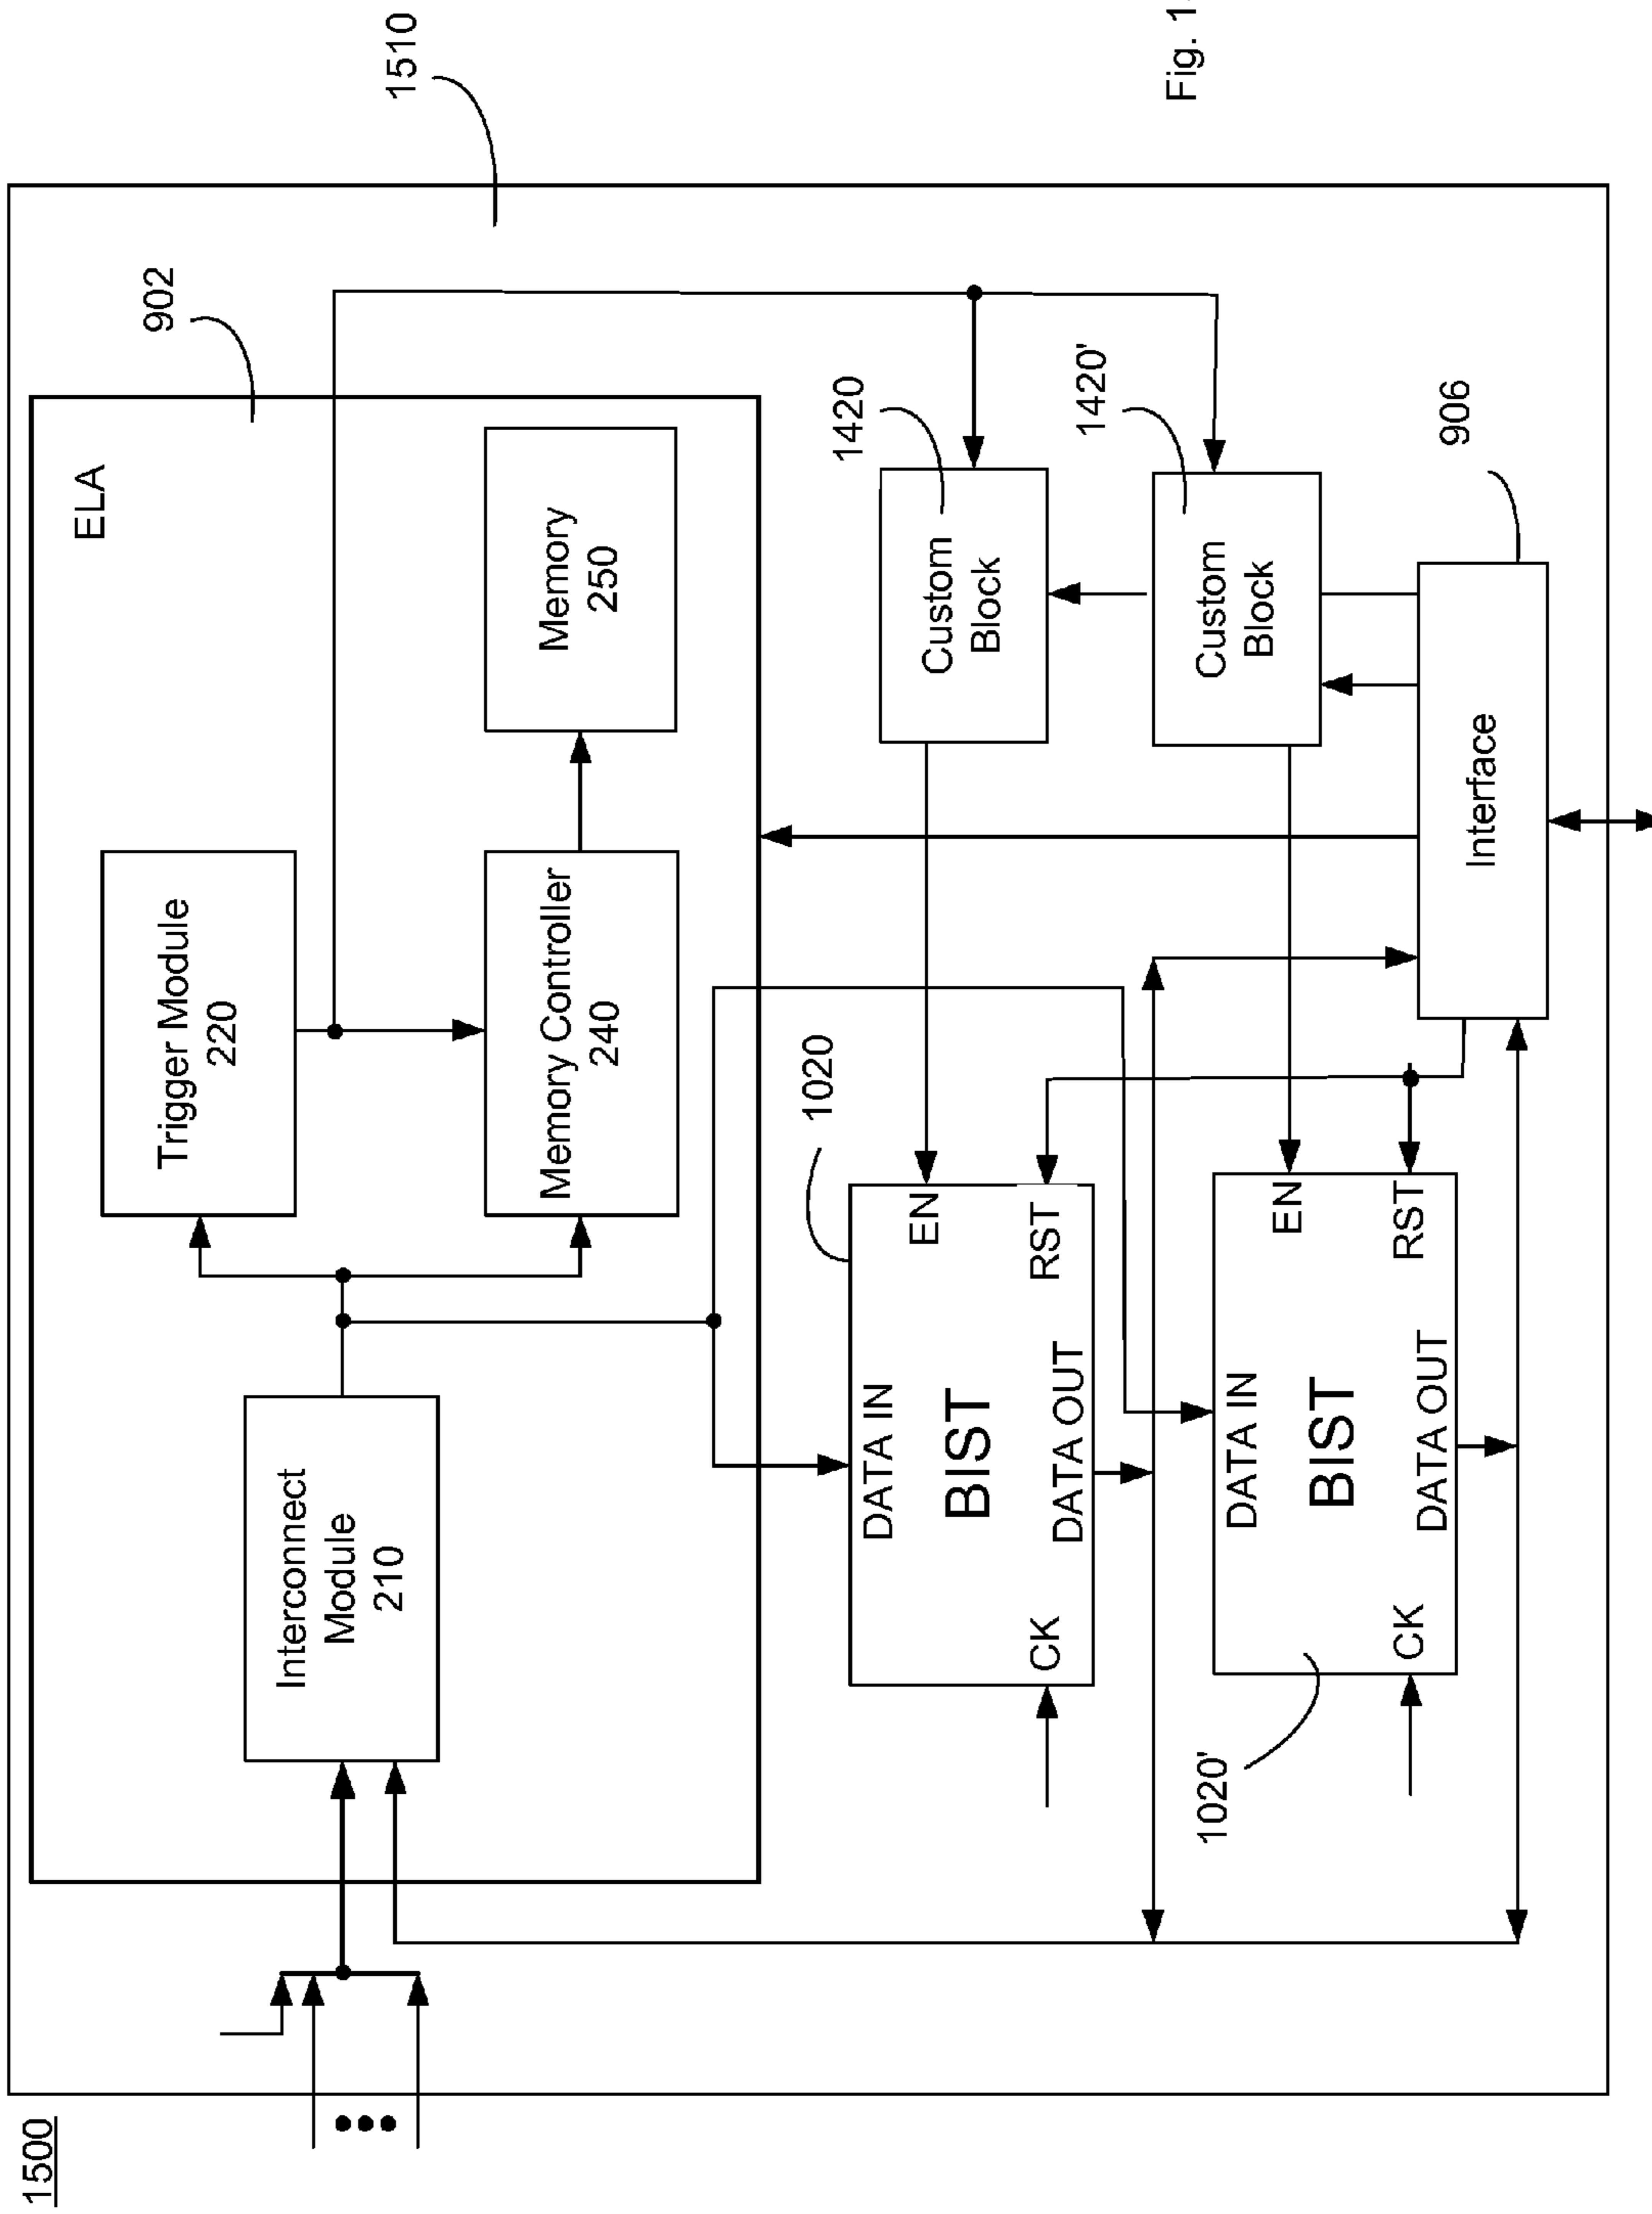 1500
1510
902
ELA
Trigger Module
220
Interconnect
Module
210
Memory Controller
240
Memory
250
1020
1420
DATA IN
EN
BIST
RST
CK
DATA OUT
Custom
Block
1420'
1020'
DATA IN
EN
BIST
RST
CK
DATA OUT
Custom
Block
906
Interface
Fig. 1